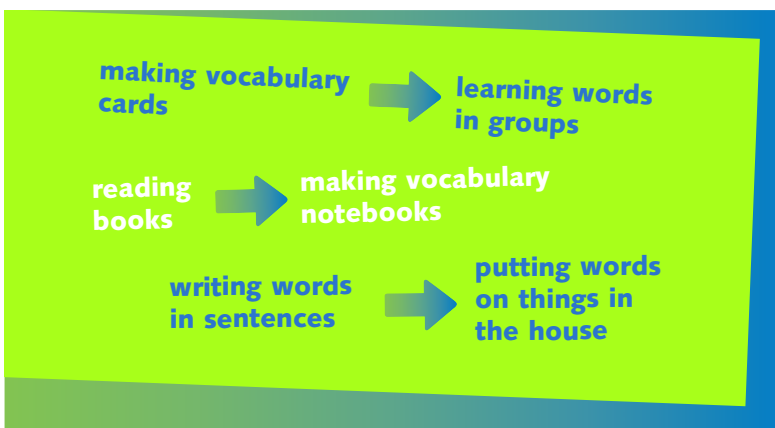 making vocabulary
cards
learning words
in groups
reading
books
making vocabulary
notebooks
writing words
in sentences
putting words
on things in
the house